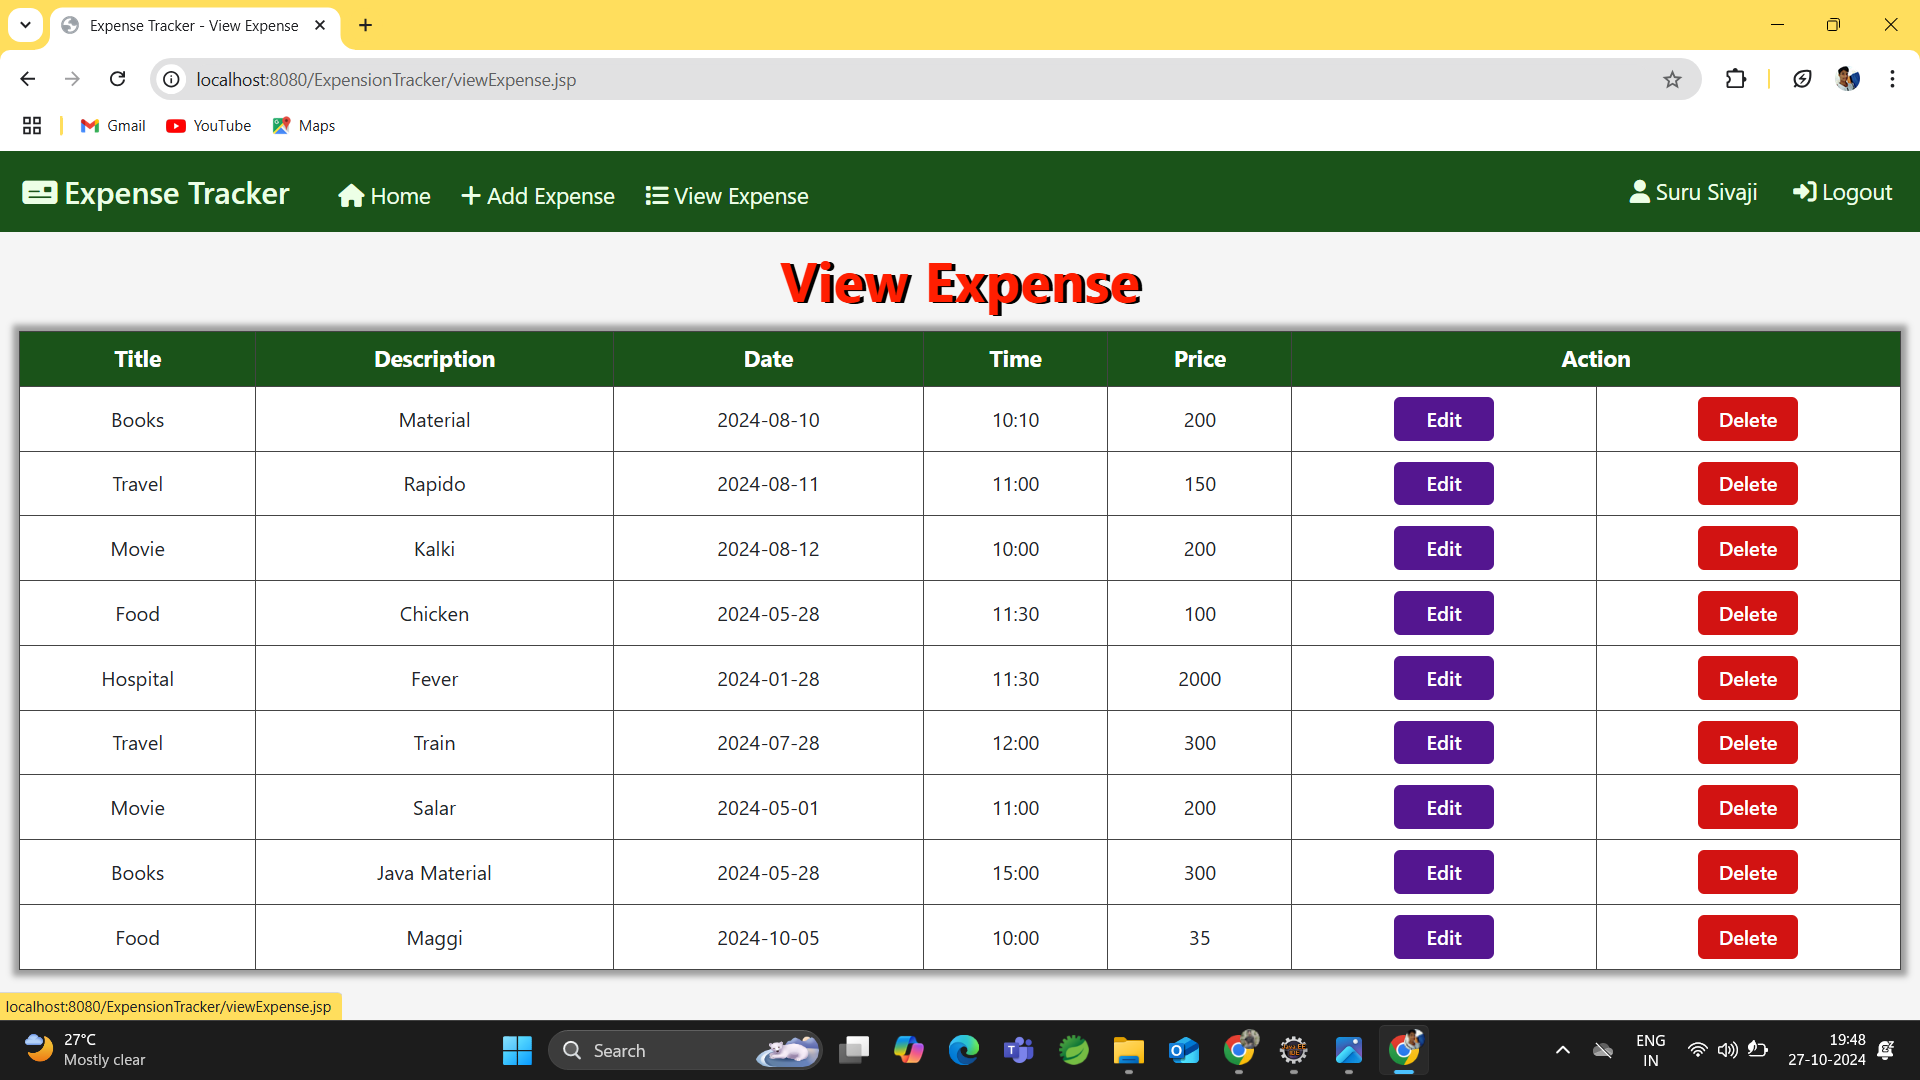 Expense Tracker - View Expense
localhost:8080/ExpensionTracker/viewExpense.jsp
Gmail YouTube Maps
Expense Tracker Home Add Expense View Expense Suru Sivaji Logout
View Expense
Title Description Date Time Price Action
Books Material 2024-08-10 10:10 200 Edit Delete
Travel Rapido 2024-08-11 11:00 150 Edit Delete
Movie Kalki 2024-08-12 10:00 200 Edit Delete
Food Chicken 2024-05-28 11:30 100 Edit Delete
Hospital Fever 2024-01-28 11:30 2000 Edit Delete
Travel Train 2024-07-28 12:00 300 Edit Delete
Movie Salar 2024-05-01 11:00 200 Edit Delete
Books Java Material 2024-05-28 15:00 300 Edit Delete
Food Maggi 2024-10-05 10:00 35 Edit Delete
localhost:8080/ExpensionTracker/viewExpense.jsp
27°C
Mostly clear
Search
ENG
IN
19:48
27-10-2024